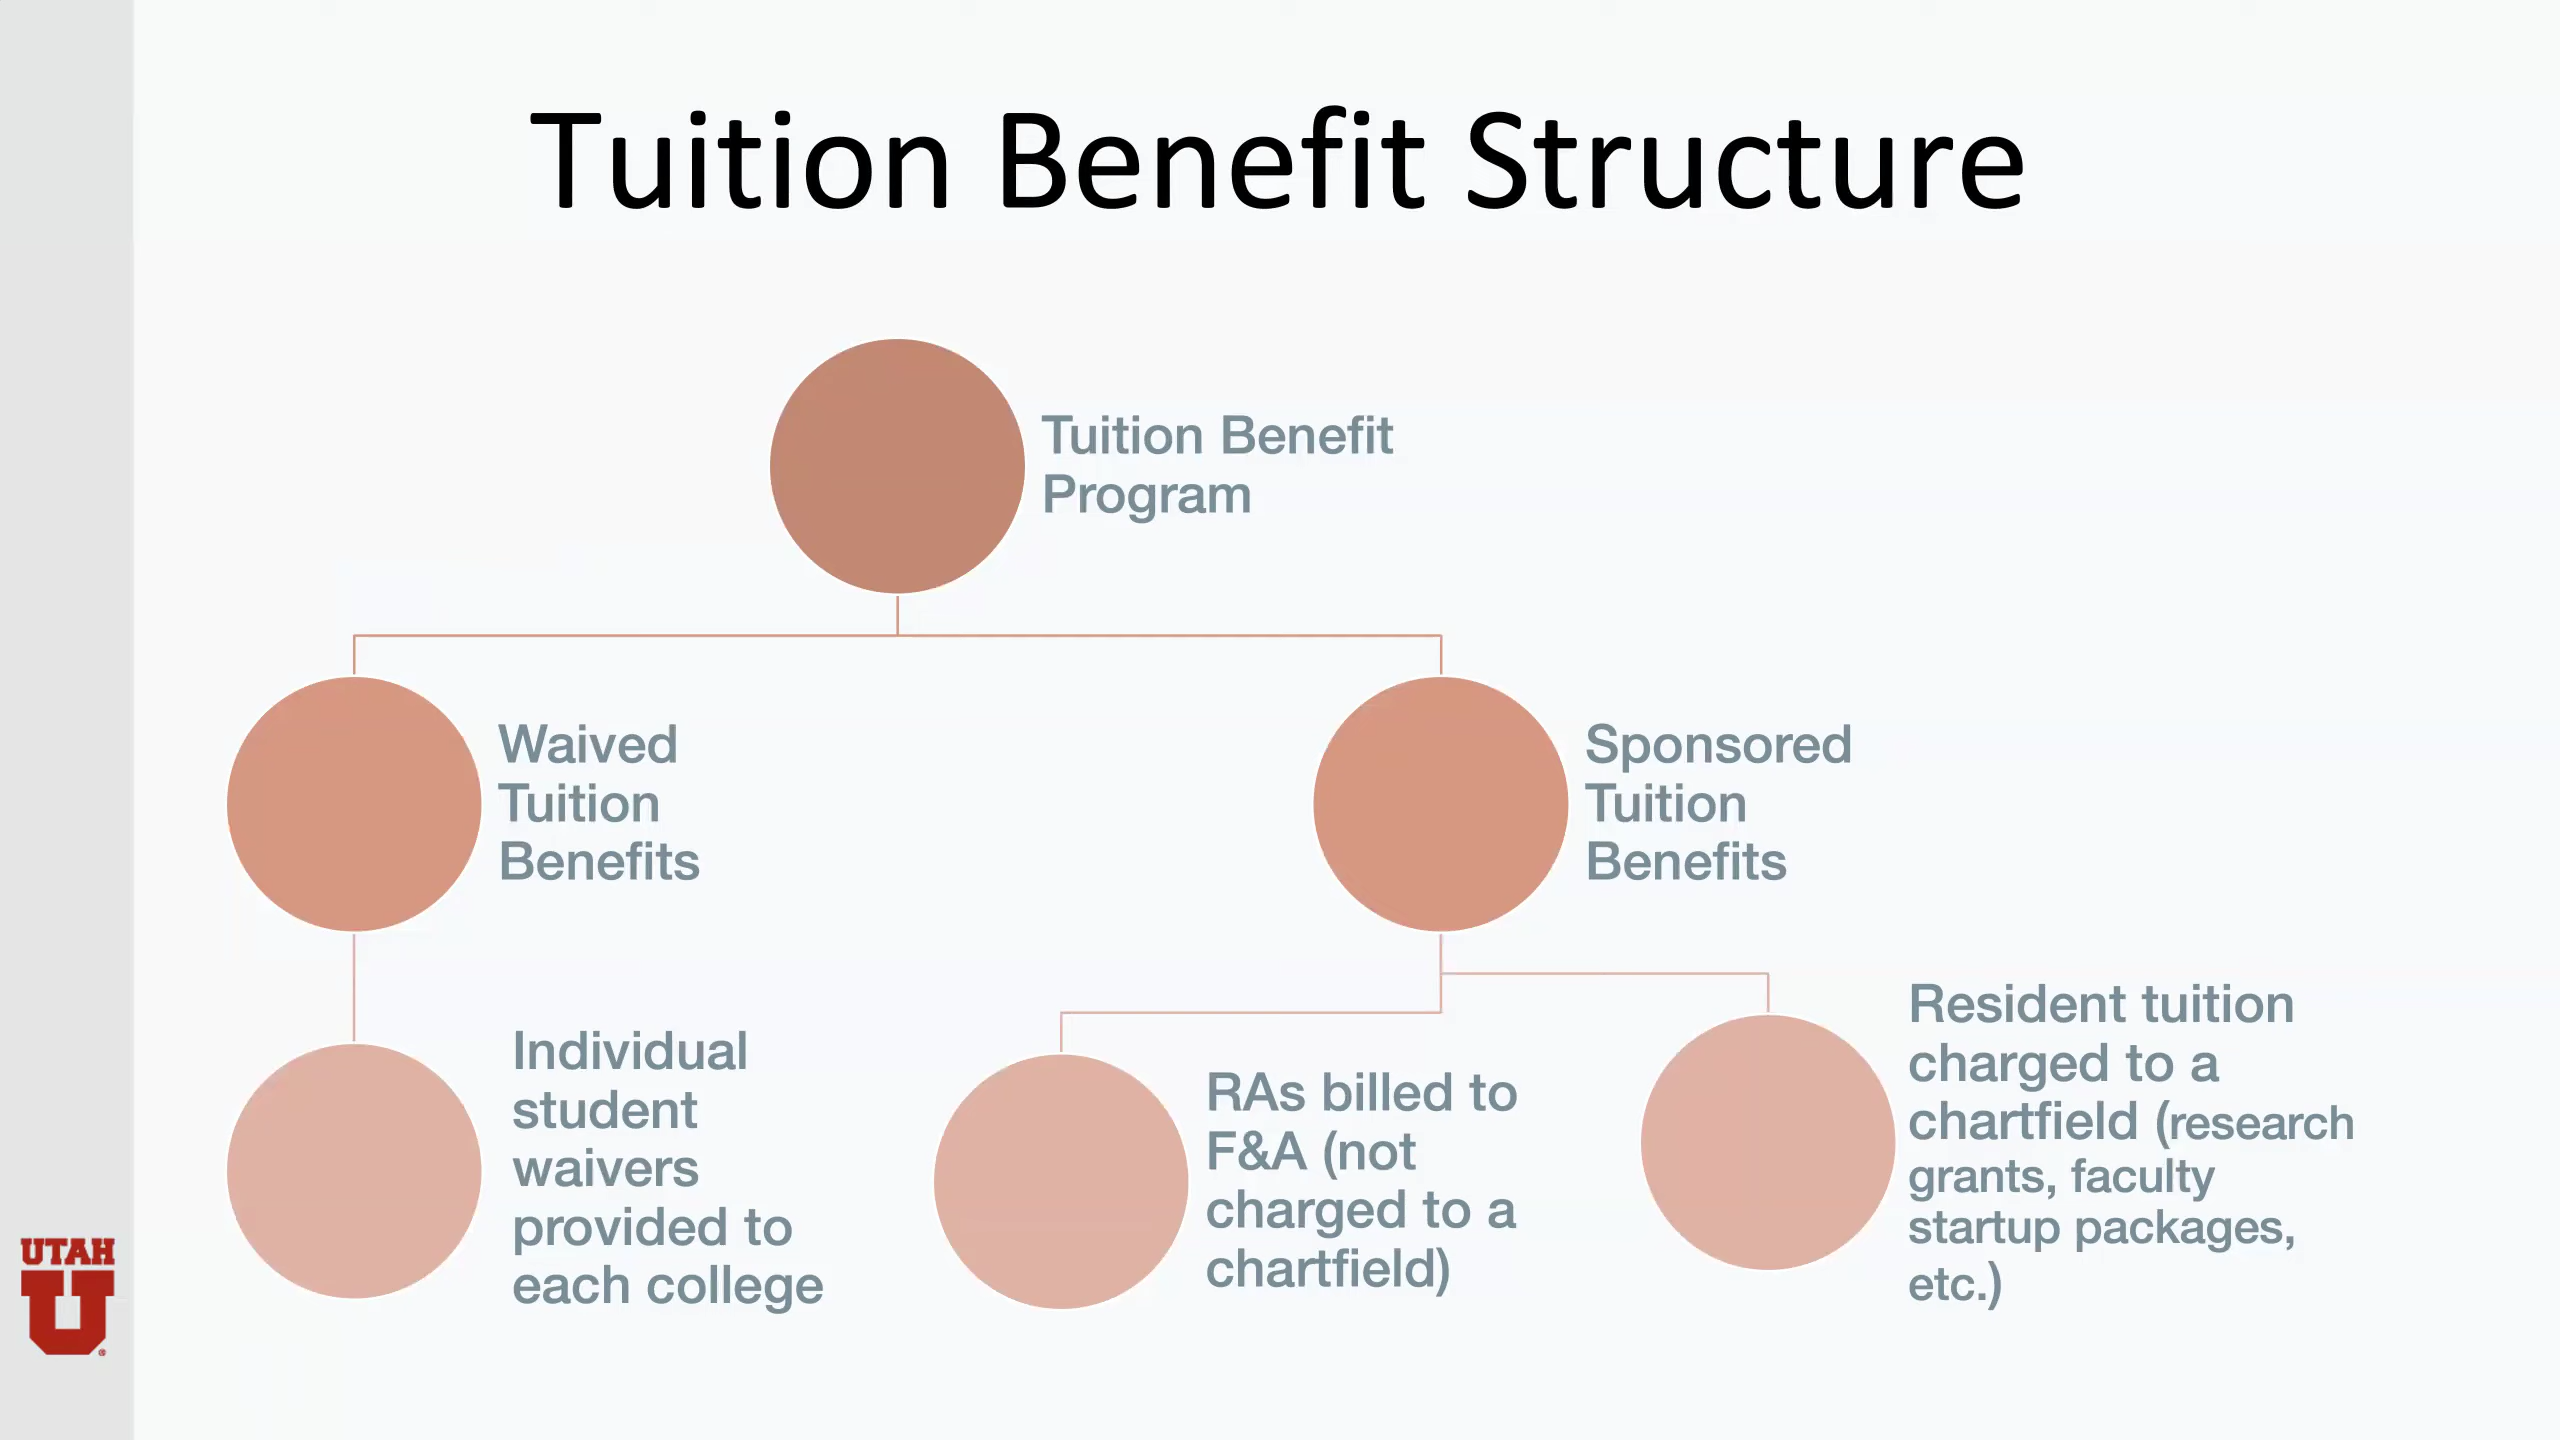 Tuition Benefit Structure
Tuition Benefit
Program
Waived
Tuition
Benefits
Sponsored
Tuition
Benefits
Individual
student
waivers
provided to
each college
RAs billed to
F&A (not
charged to a
chartfield)
Resident tuition
charged to a
chartfield (research
grants, faculty
startup packages,
etc.)
UTAH
U
®